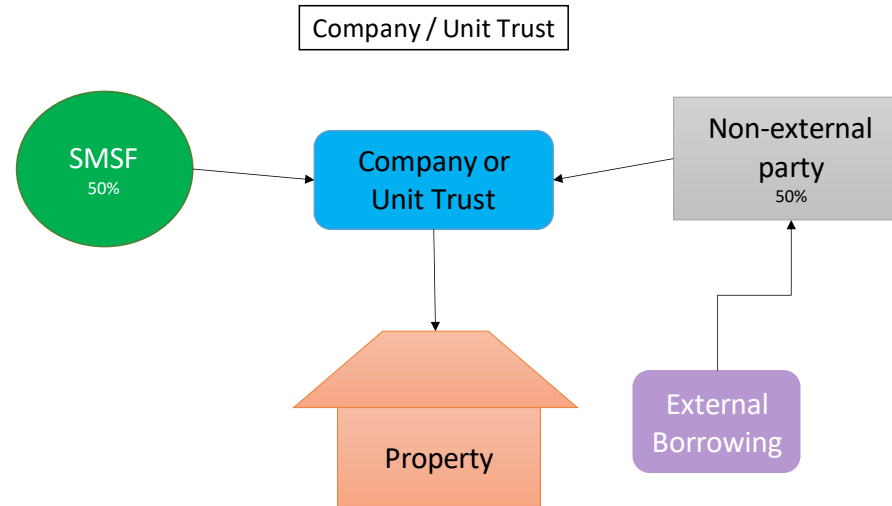 Company / Unit Trust
SMSF
50%
Company or
Unit Trust
Non-external
party
50%
Property
External
Borrowing